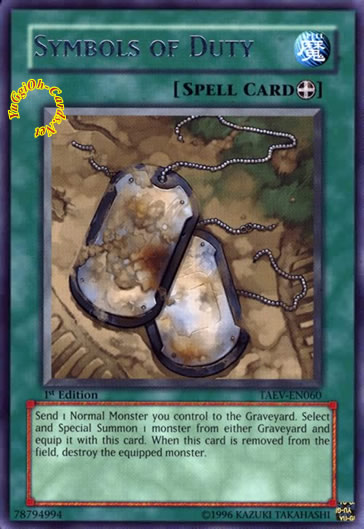 SYMBOLS OF DUTY
[SPELL CARD]
YuGiOh-Cards.Net
1st Edition
TAEV-EN060
Send 1 Normal Monster you control to the Graveyard. Select
and Special Summon 1 monster from either Graveyard and
equip it with this card. When this card is removed from the
field, destroy the equipped monster.
78794994
©1996 KAZUKI TAKAHASHI